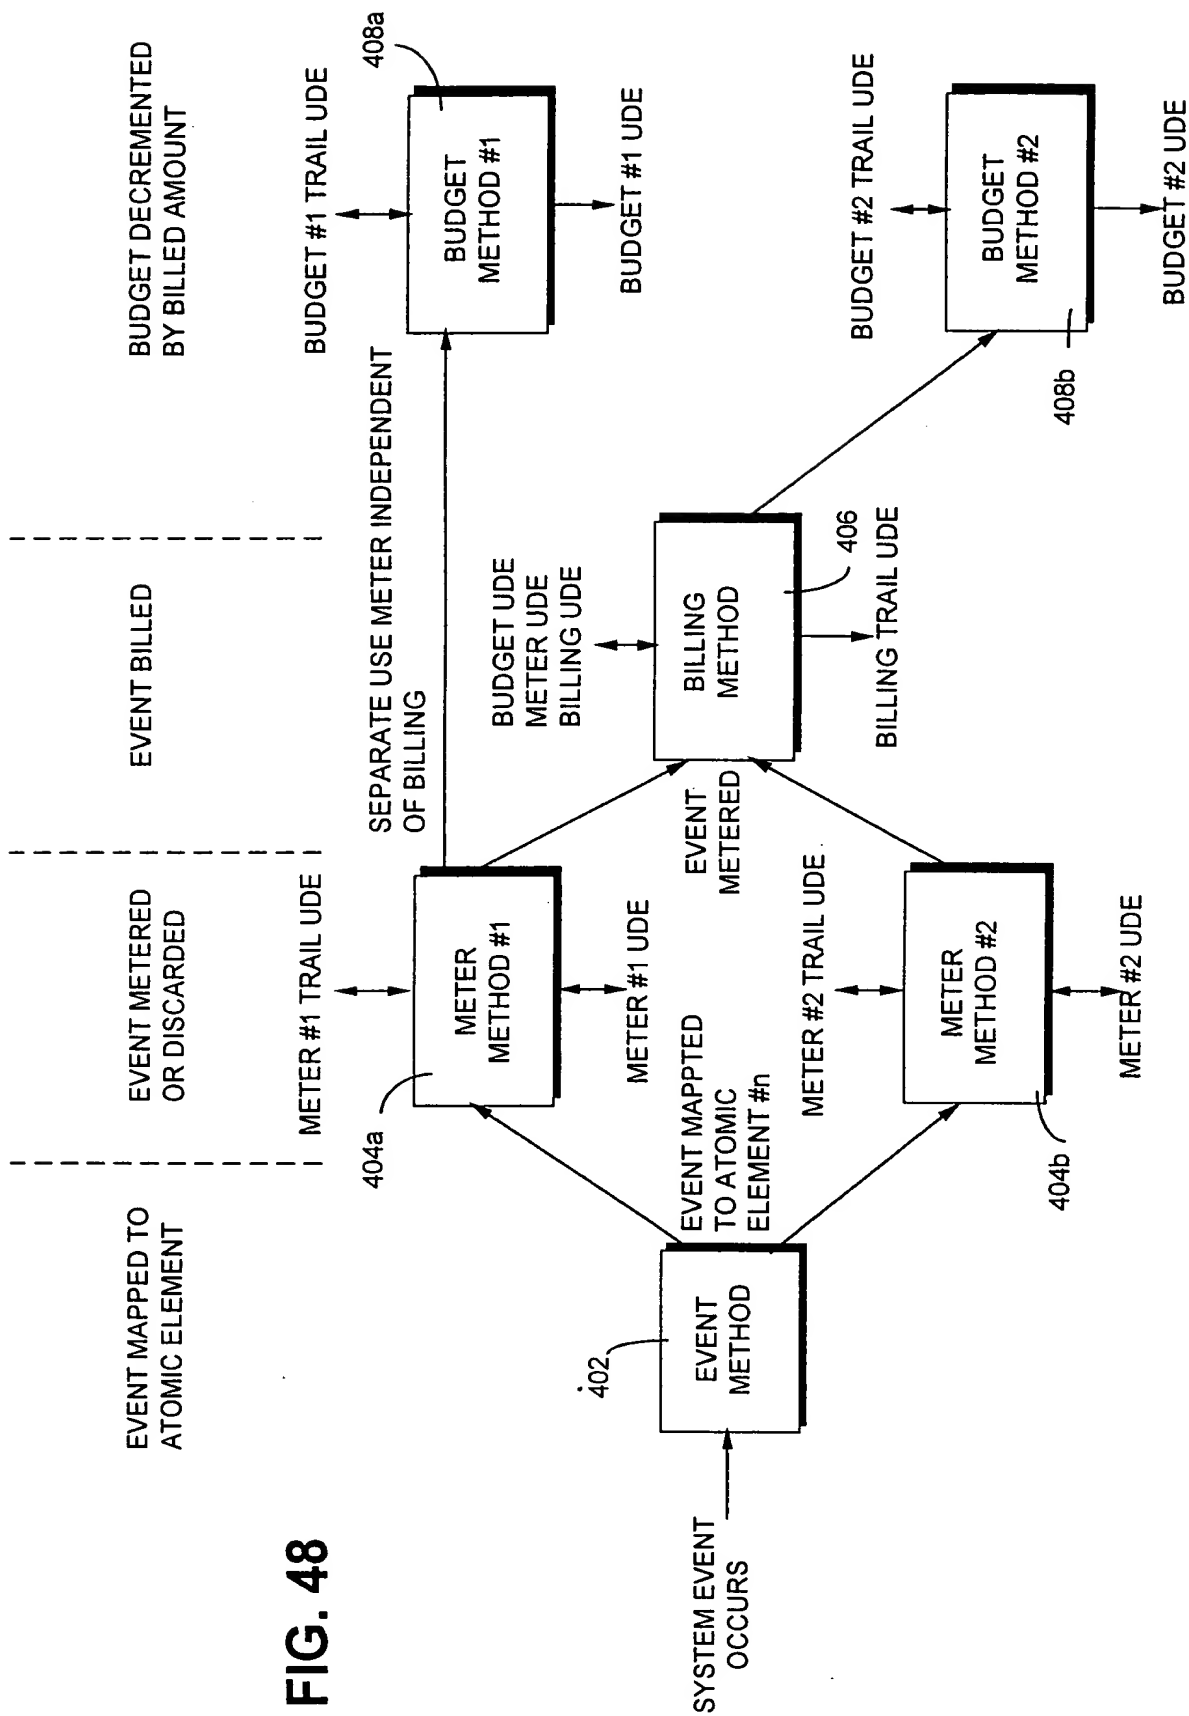 FIG. 48
EVENT MAPPED TO
ATOMIC ELEMENT
EVENT METERED
OR DISCARDED
EVENT BILLED
BUDGET DECREMENTED
BY BILLED AMOUNT
SYSTEM EVENT
OCCURS
402
EVENT
METHOD
EVENT MAPPTED
TO ATOMIC
ELEMENT #n
METER #1 TRAIL UDE
404a
METER
METHOD #1
METER #1 UDE
METER #2 TRAIL UDE
METER
METHOD #2
404b
METER #2 UDE
SEPARATE USE METER INDEPENDENT
OF BILLING
EVENT
METERED
BUDGET UDE
METER UDE
BILLING UDE
BILLING
METHOD
406
BILLING TRAIL UDE
BUDGET #1 TRAIL UDE
408a
BUDGET
METHOD #1
BUDGET #1 UDE
BUDGET #2 TRAIL UDE
BUDGET
METHOD #2
408b
BUDGET #2 UDE